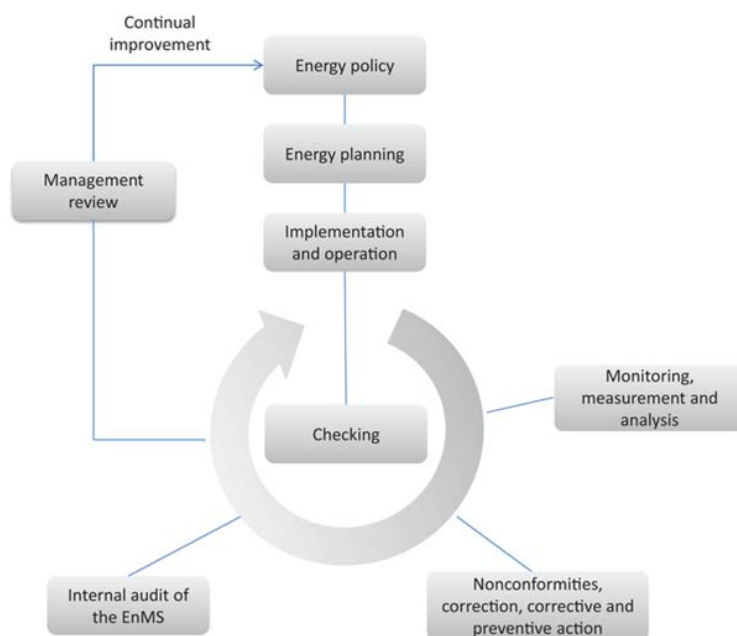 Continual
improvement
Energy policy
Energy planning
Management
review
Implementation
and operation
Monitoring,
measurement and
analysis
Checking
Internal audit of
the EnMS
Nonconformities,
correction, corrective and
preventive action